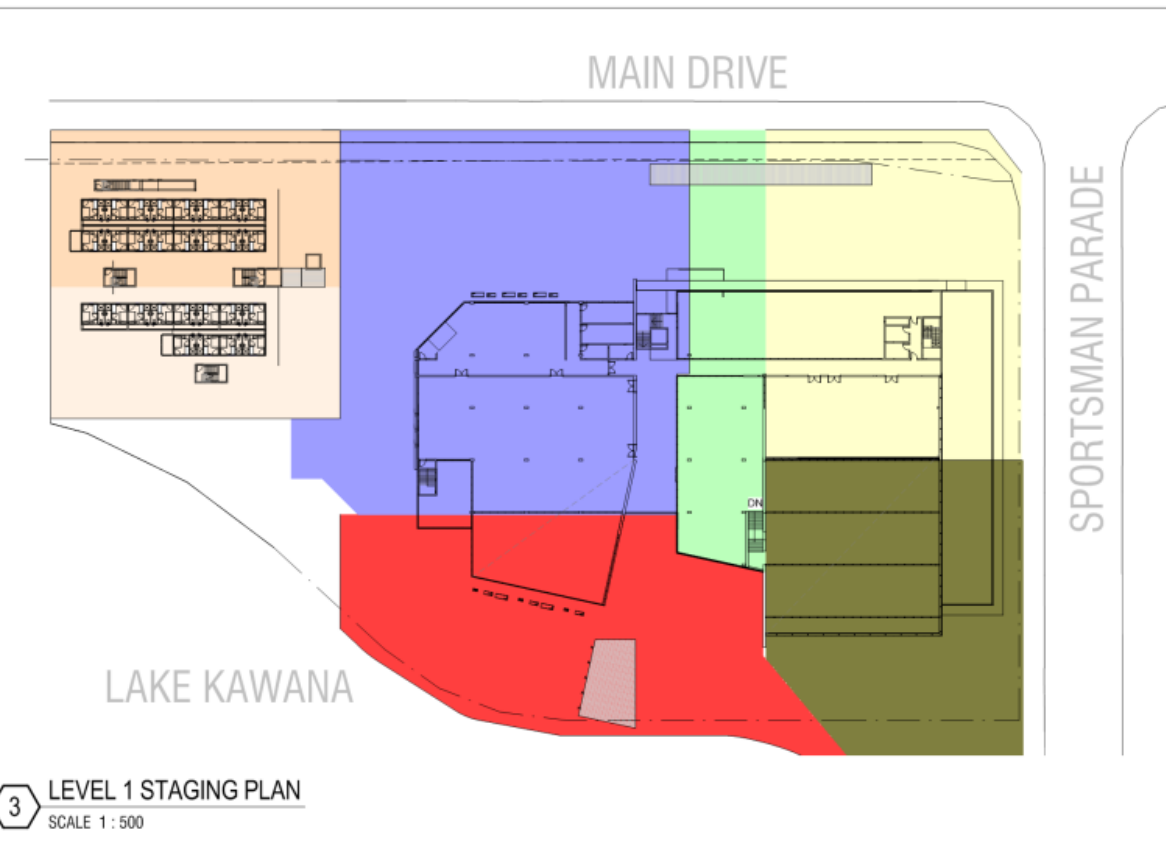 MAIN DRIVE
SPORTSMAN PARADE
DN
LAKE KAWANA
3
LEVEL 1 STAGING PLAN
SCALE 1 : 500